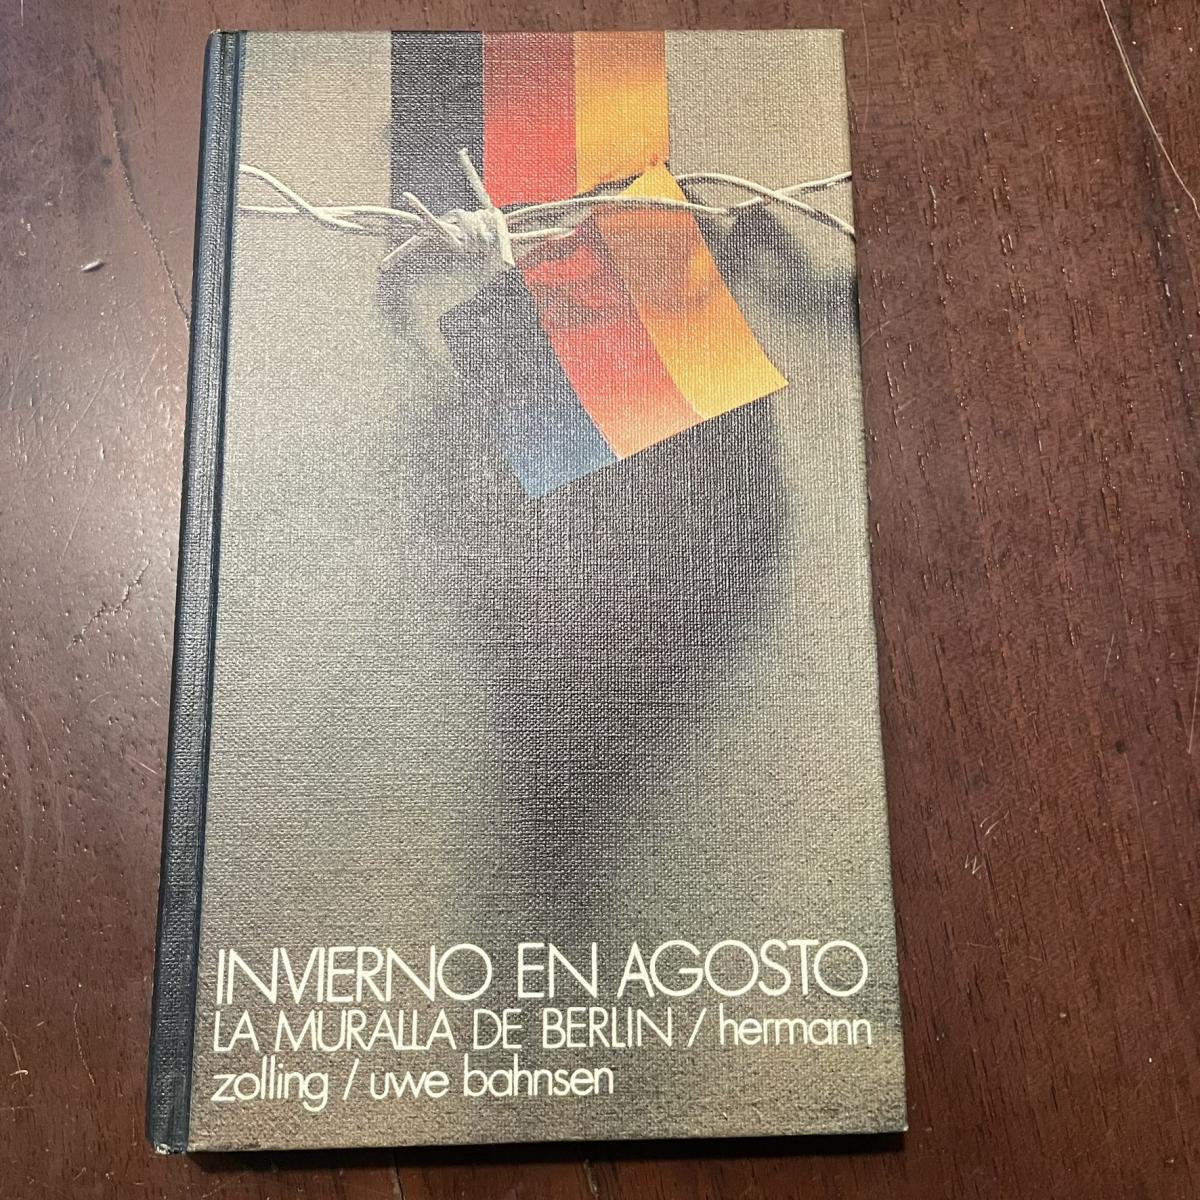 INVIERNO EN AGOSTO
LA MURALLA DE BERLIN / hermann
zolling / uwe bahnsen